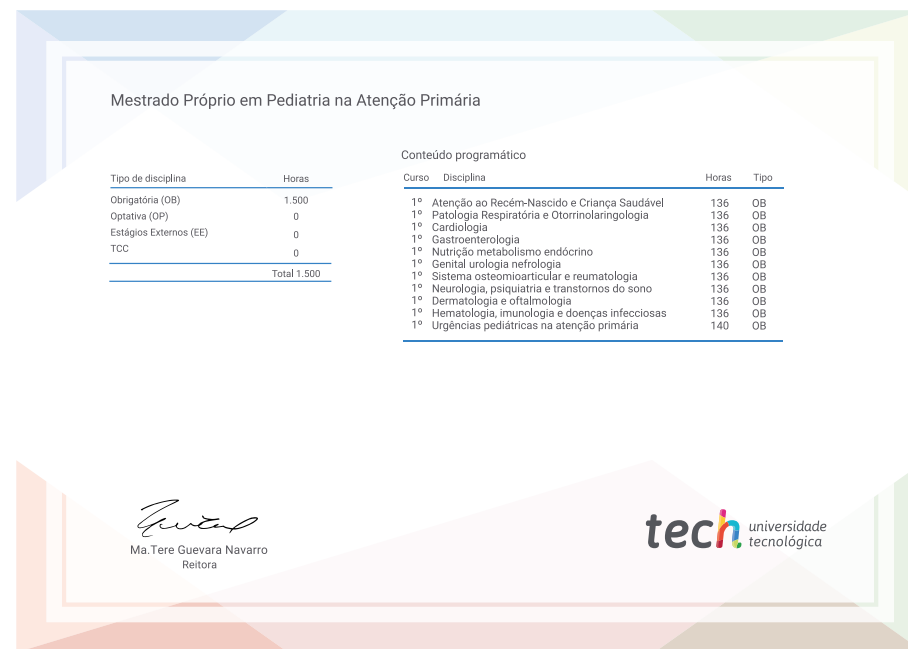 Mestrado Próprio em Pediatria na Atenção Primária
Tipo de disciplina Horas
Obrigatória (OB) 1.500
Optativa (OP) 0
Estágios Externos (EE) 0
TCC 0
Total 1.500
Conteúdo programático
Curso Disciplina Horas Tipo
1º Atenção ao Recém-Nascido e Criança Saudável 136 OB
1º Patologia Respiratória e Otorrinolaringologia 136 OB
1º Cardiologia 136 OB
1º Gastroenterologia 136 OB
1º Nutrição metabolismo endócrino 136 OB
1º Genital urologia nefrologia 136 OB
1º Sistema osteomioarticular e reumatologia 136 OB
1º Neurologia, psiquiatria e transtornos do sono 136 OB
1º Dermatologia e oftalmologia 136 OB
1º Hematologia, imunologia e doenças infecciosas 136 OB
1º Urgências pediátricas na atenção primária 140 OB
Ma.Tere Guevara Navarro
Reitora
tech universidade
tecnológica